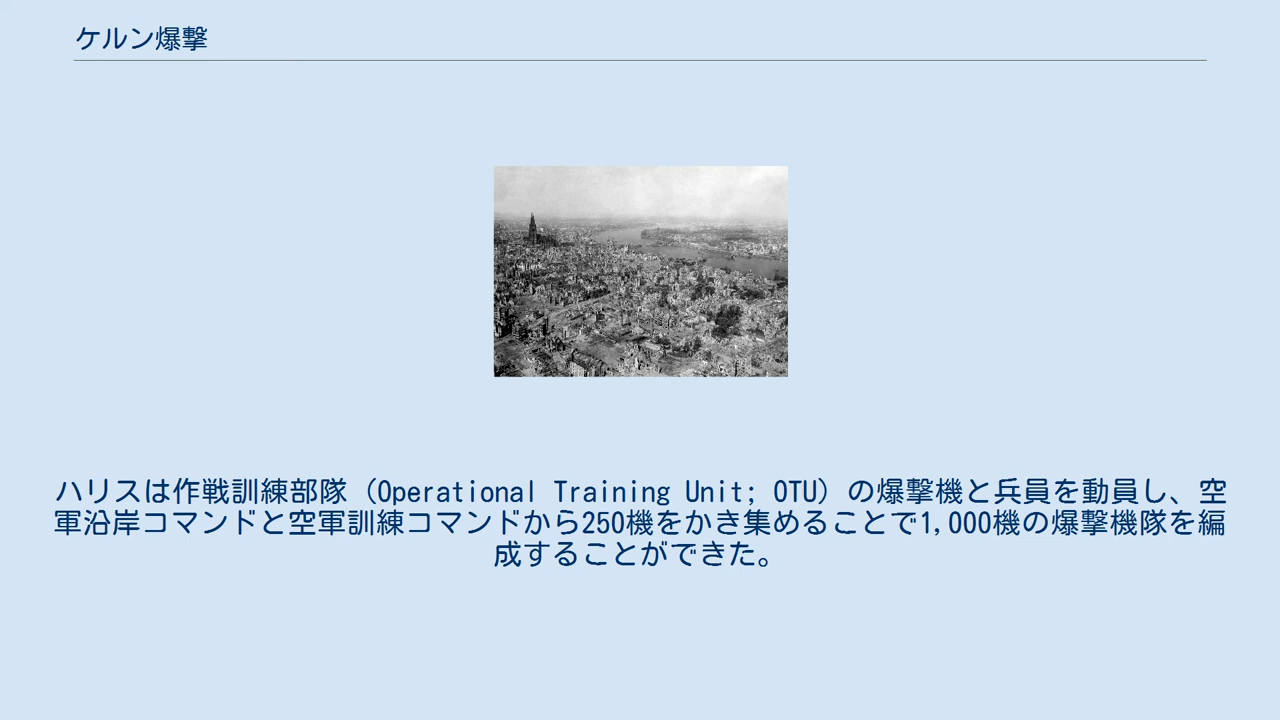 ケルン爆撃
ハリスは作戦訓練部隊（Operational Training Unit; OTU）の爆撃機と兵員を動員し、空
軍沿岸コマンドと空軍訓練コマンドから250機をかき集めることで1,000機の爆撃機隊を編
成することができた。